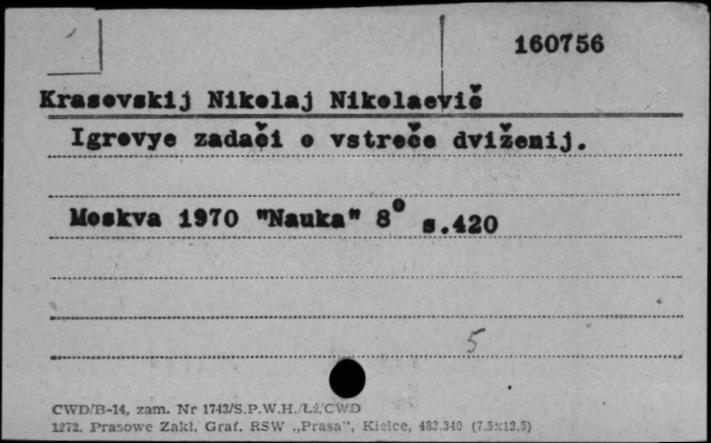 160756
Krasovskij Nikolaj Nikolaevič
Igrovye zadači o vstreče dviženij.
Moskva 1970 "Nauka" 8° s.420
5
CWD/B-14, zam. Nr 1743/S.P.W.H./LŻ/CWD
1272. Prasowe Zakł. Graf. RSW „Prasa", Kielce, 483.340 (7.5x12,5)